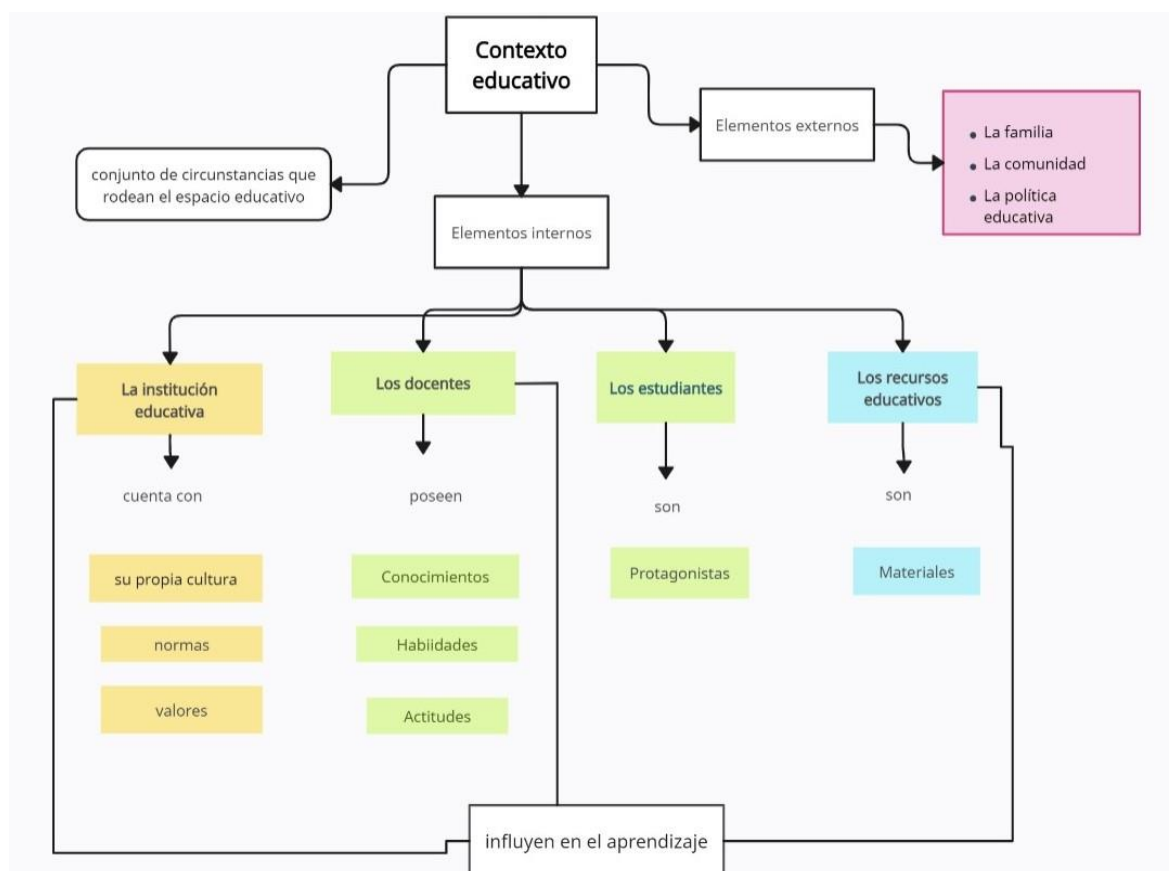 Contexto
educativo
Elementos externos
La familia
La comunidad
La política
educativa
conjunto de circunstancias que
rodean el espacio educativo
Elementos internos
La institución
educativa
Los docentes
Los estudiantes
Los recursos
educativos
cuenta con
poseen
son
son
su propia cultura
Conocimientos
Protagonistas
Materiales
normas
Habiidades
valores
Actitudes
influyen en el aprendizaje